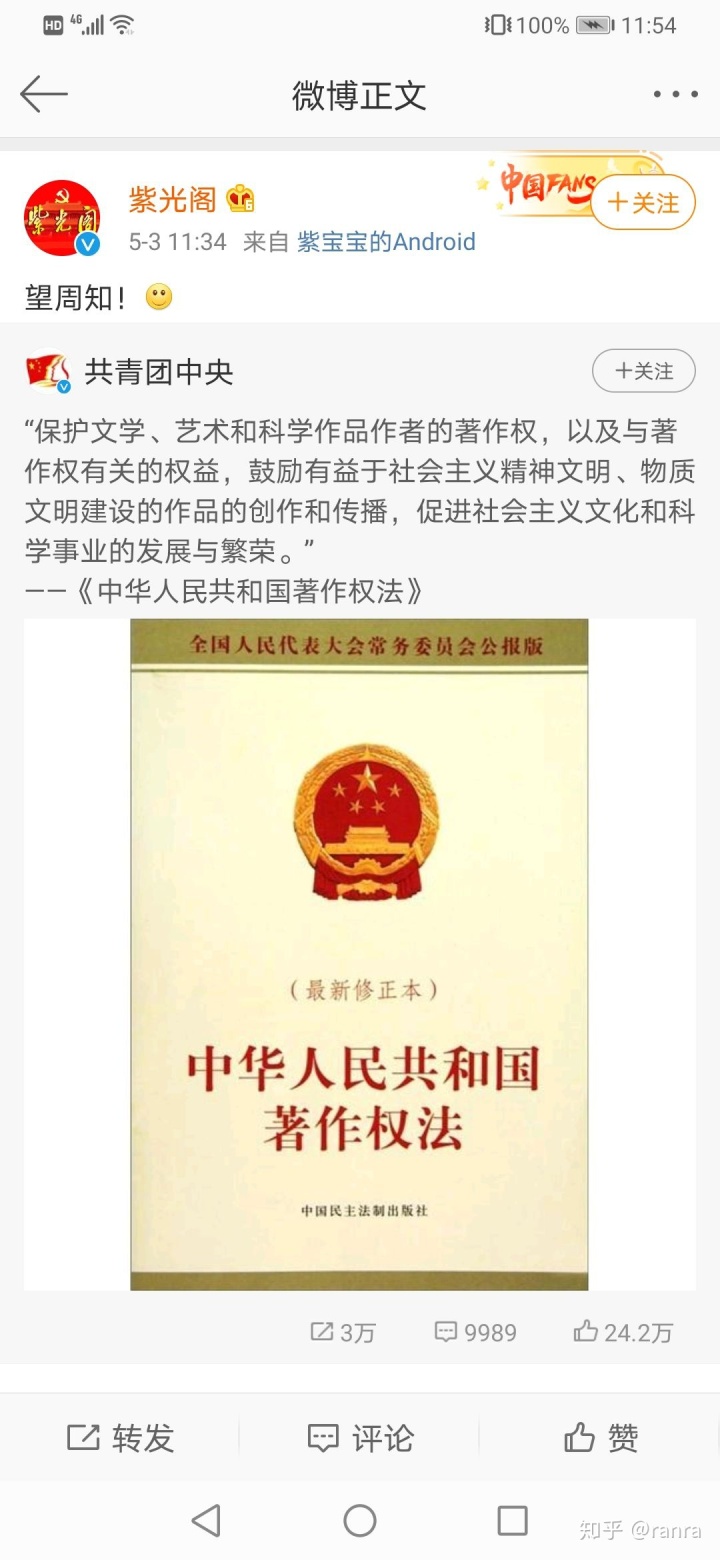 HD 4G 100% 11:54
微博正文
紫光阁
中国FANS
+关注
紫光阁
5-3 11:34 来自 紫宝宝的Android
望周知！
共青团中央
+关注
“保护文学、艺术和科学作品作者的著作权，以及与著
作权有关的权益，鼓励有益于社会主义精神文明、物质
文明建设的作品的创作和传播，促进社会主义文化和科
学事业的发展与繁荣。”
——《中华人民共和国著作权法》
全国人民代表大会常务委员会公报版
（最新修正本）
中华人民共和国
著作权法
中国民主法制出版社
3万 9989 24.2万
转发 评论 赞
知乎 @ranra